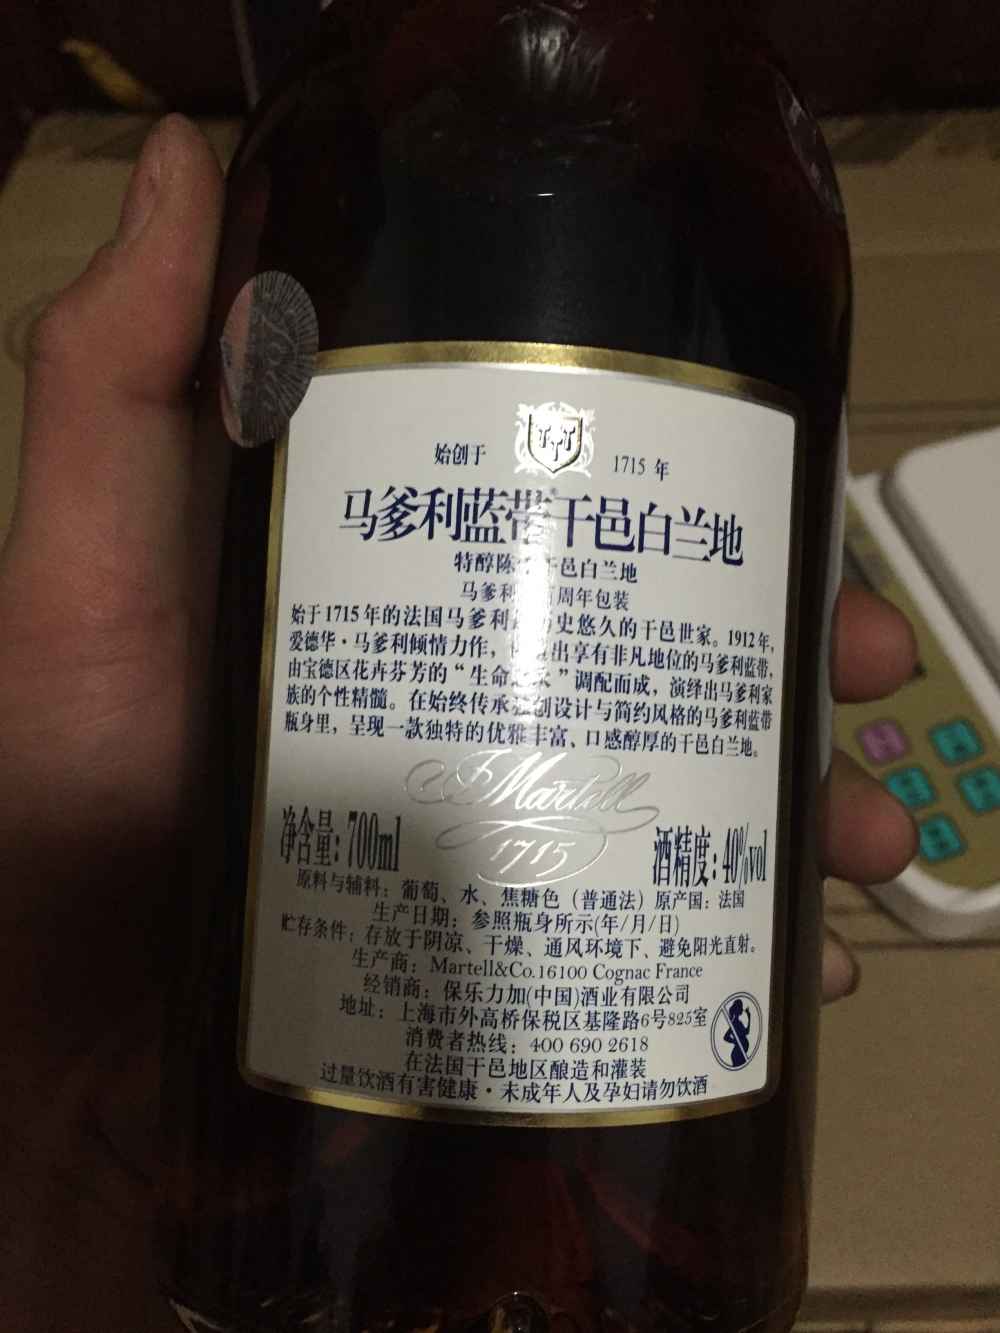 始创于 1715 年
马爹利蓝带干邑白兰地
特醇陈 干邑白兰地
马爹利 百周年包装
始于1715年的法国马爹利 历史悠久的干邑世家。1912年,
爱德华·马爹利倾情力作, 出享有非凡地位的马爹利蓝带,
由宝德区花卉芬芳的“生命之水”调配而成，演绎出马爹利家
族的个性精髓。在始终传承 创设计与简约风格的马爹利蓝带
瓶身里，呈现一款独特的优雅丰富、口感醇厚的干邑白兰地。
J&F Martell
1715
净含量: 700ml 酒精度: 40%vol
原料与辅料: 葡萄、水、焦糖色 (普通法) 原产国: 法国
生产日期: 参照瓶身所示(年/月/日)
贮存条件: 存放于阴凉、干燥、通风环境下、避免阳光直射。
生产商: Martell&Co.16100 Cognac France
经销商: 保乐力加(中国)酒业有限公司
地址: 上海市外高桥保税区基隆路6号825室
消费者热线: 400 690 2618
在法国干邑地区酿造和灌装
过量饮酒有害健康·未成年人及孕妇请勿饮酒